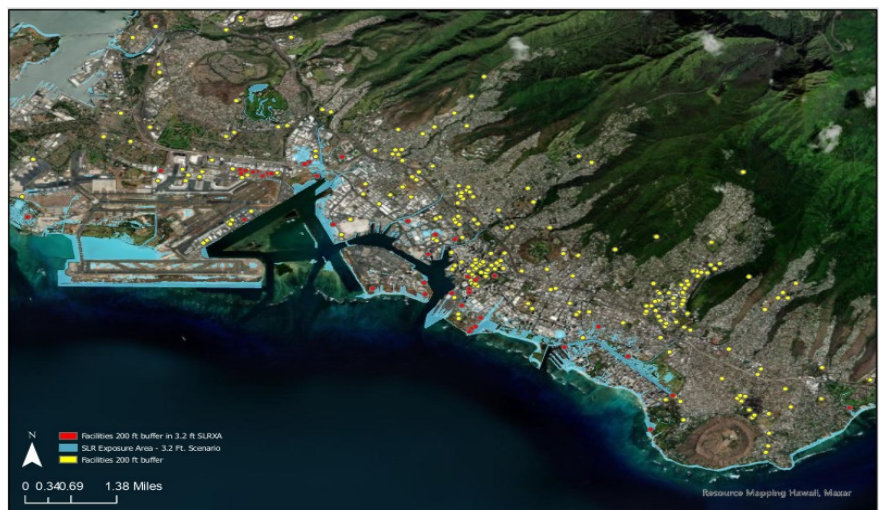 N
Facilities 200 ft buffer in 3.2 ft SLRXA
SLR Exposure Area - 3.2 Ft. Scenario
Facilities 200 ft buffer
0 0.340.69 1.38 Miles
Resource Mapping Hawaii, Maxar